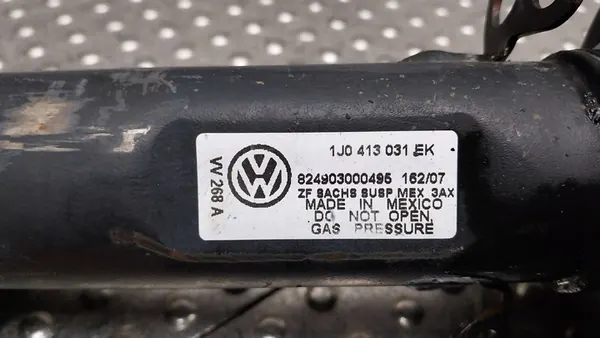 1J0 413 031 EK
VV 268 A
824903000495 162/07
ZF SACHS SUSP MEX 3AX
MADE IN MEXICO
DO NOT OPEN,
GAS PRESSURE